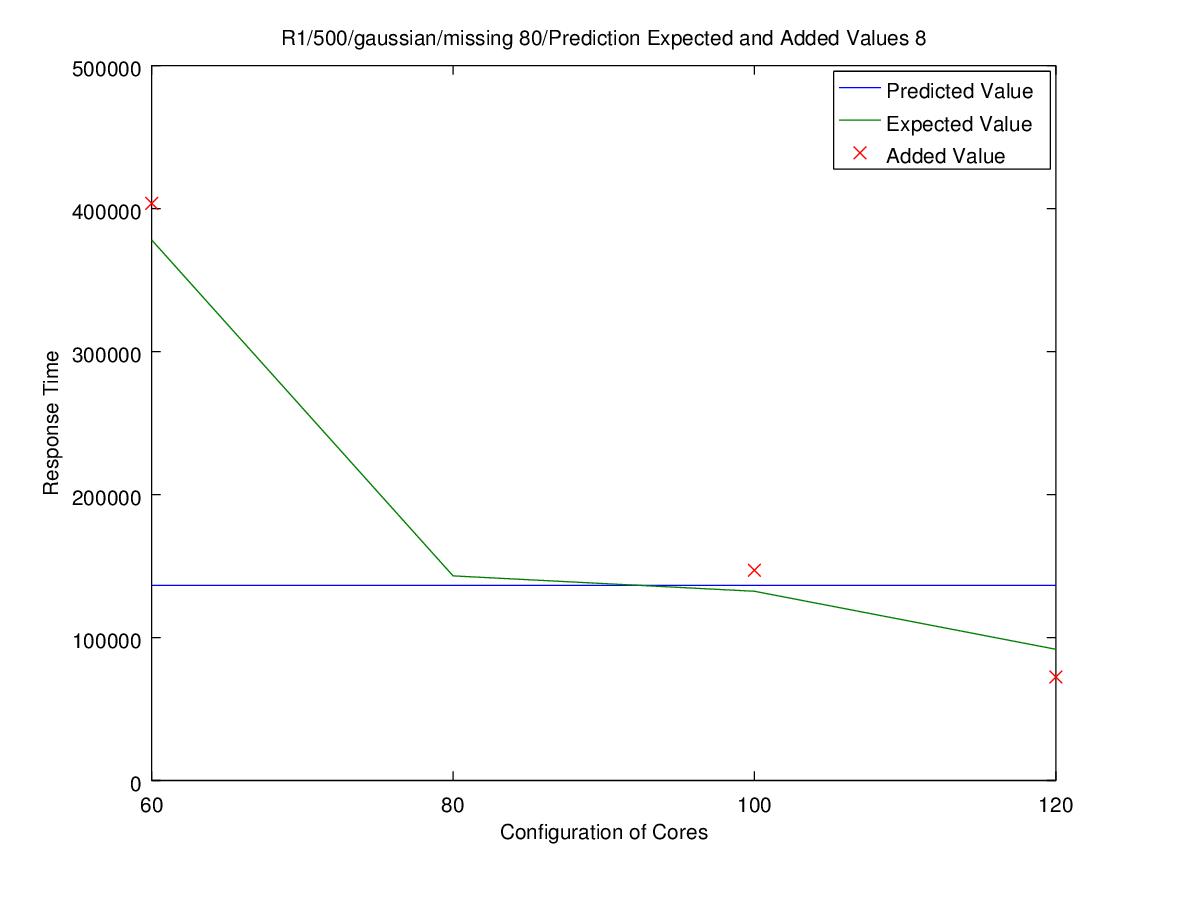 R1/500/gaussian/missing 80/Prediction Expected and Added Values 8
500000
400000
300000
200000
100000
0
Response Time
Predicted Value
Expected Value
Added Value
60
80
100
120
Configuration of Cores